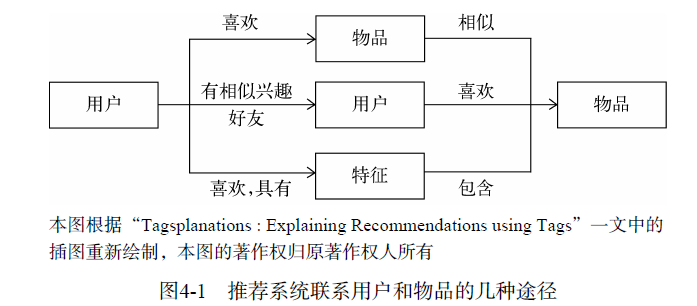 喜欢
物品
相似
用户
有相似兴趣
好友
用户
喜欢
物品
喜欢,具有
特征
包含
本图根据“Tagsplanations : Explaining Recommendations using Tags”一文中的
插图重新绘制，本图的著作权归原著作权人所有
图4-1 推荐系统联系用户和物品的几种途径